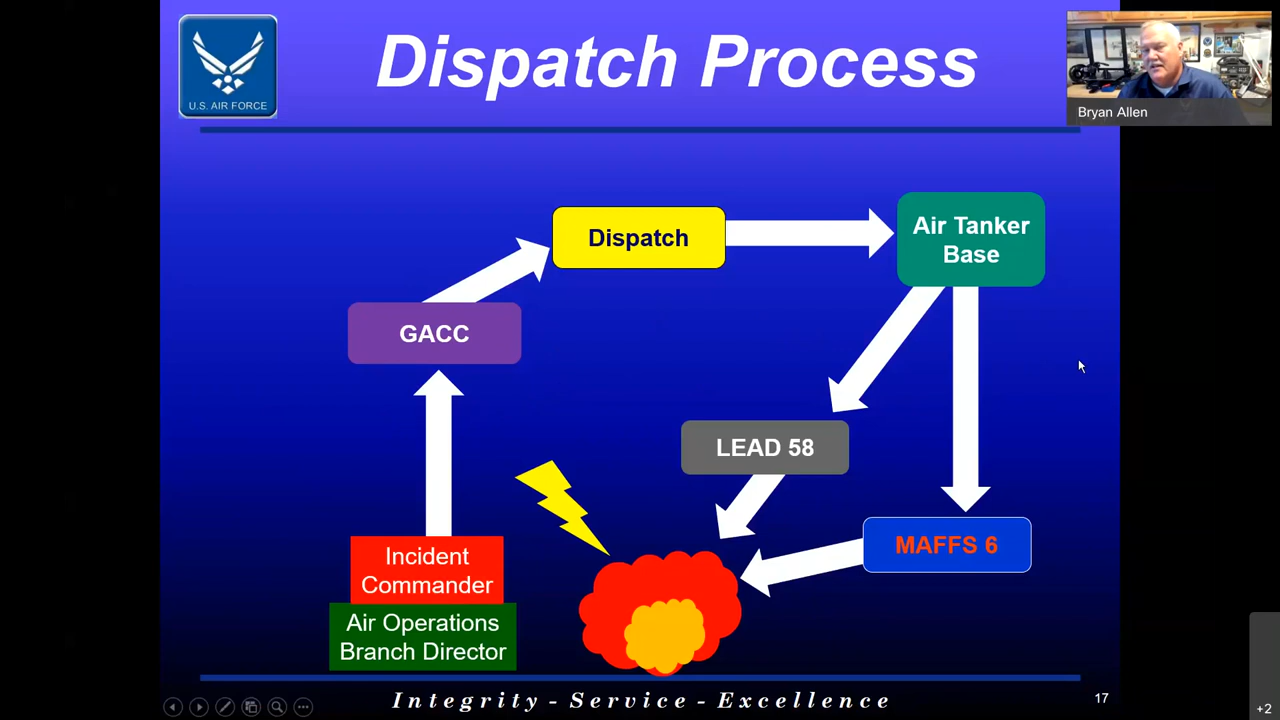 Dispatch Process
U.S. AIR FORCE
Bryan Allen
Dispatch
Air Tanker
Base
GACC
LEAD 58
MAFFS 6
Incident
Commander
Air Operations
Branch Director
Integrity - Service - Excellence
17
+2